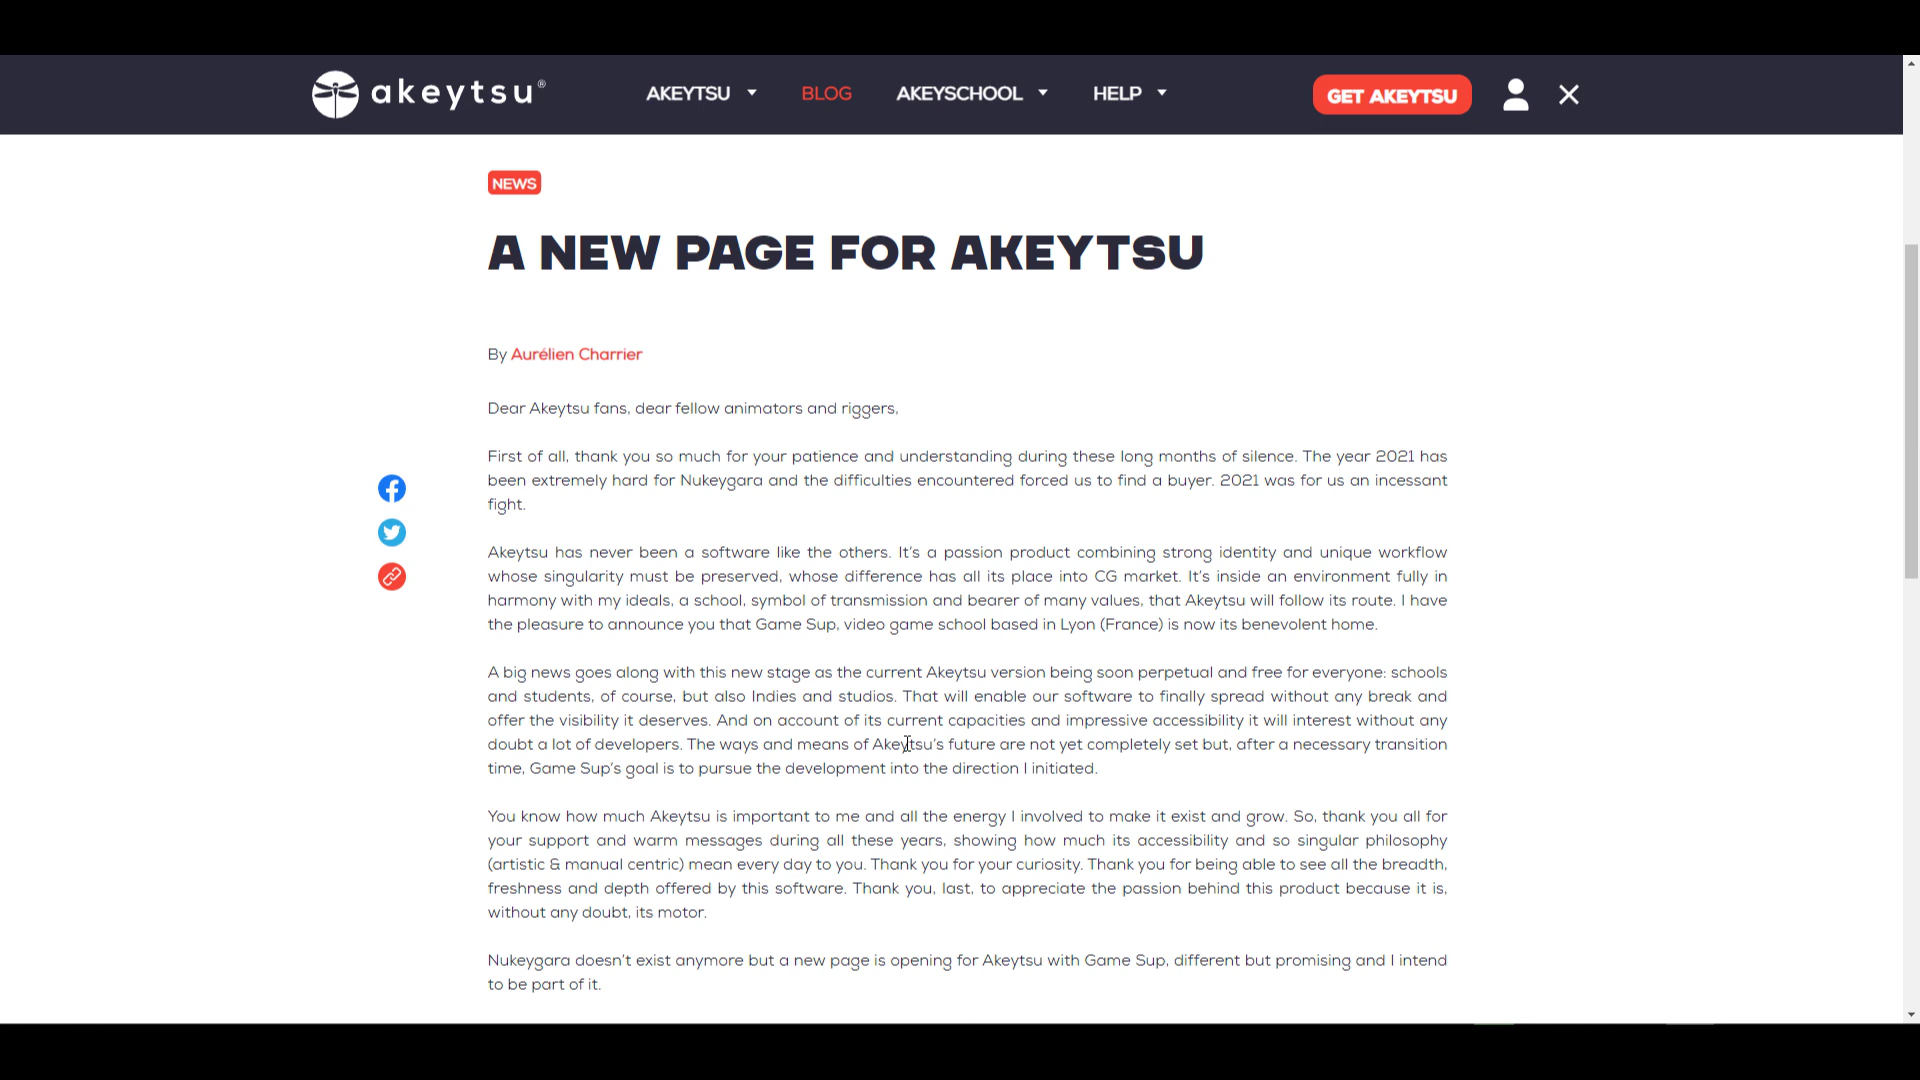 akeytsu®
AKEYTSU
BLOG
AKEYSCHOOL
HELP
GET AKEYTSU
NEWS
A NEW PAGE FOR AKEYTSU
By Aurélien Charrier
Dear Akeytsu fans, dear fellow animators and riggers,
First of all, thank you so much for your patience and understanding during these long months of silence. The year 2021 has
been extremely hard for Nukeygara and the difficulties encountered forced us to find a buyer. 2021 was for us an incessant
fight.
Akeytsu has never been a software like the others. It's a passion product combining strong identity and unique workflow
whose singularity must be preserved, whose difference has all its place into CG market. It's inside an environment fully in
harmony with my ideals, a school, symbol of transmission and bearer of many values, that Akeytsu will follow its route. I have
the pleasure to announce you that Game Sup, video game school based in Lyon (France) is now its benevolent home.
A big news goes along with this new stage as the current Akeytsu version being soon perpetual and free for everyone: schools
and students, of course, but also Indies and studios. That will enable our software to finally spread without any break and
offer the visibility it deserves. And on account of its current capacities and impressive accessibility it will interest without any
doubt a lot of developers. The ways and means of Akeytsu's future are not yet completely set but, after a necessary transition
time, Game Sup's goal is to pursue the development into the direction I initiated.
You know how much Akeytsu is important to me and all the energy I involved to make it exist and grow. So, thank you all for
your support and warm messages during all these years, showing how much its accessibility and so singular philosophy
(artistic & manual centric) mean every day to you. Thank you for your curiosity. Thank you for being able to see all the breadth,
freshness and depth offered by this software. Thank you, last, to appreciate the passion behind this product because it is,
without any doubt, its motor.
Nukeygara doesn't exist anymore but a new page is opening for Akeytsu with Game Sup, different but promising and I intend
to be part of it.